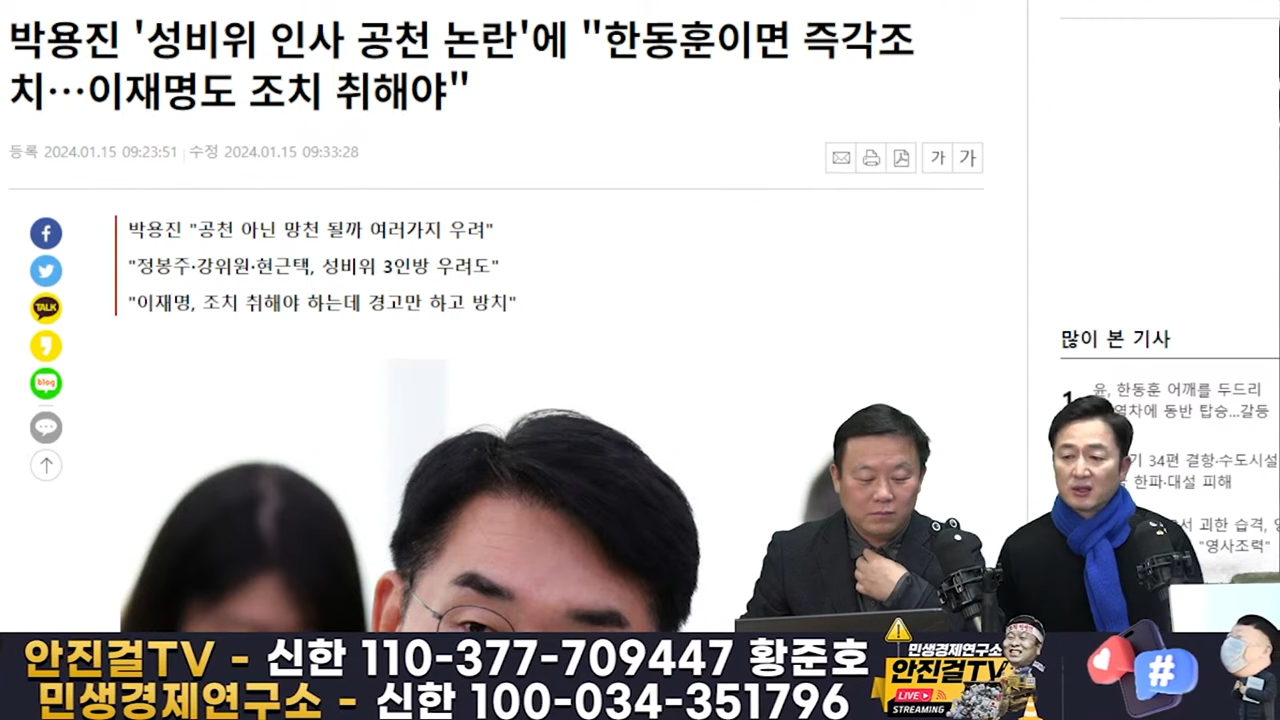 박용진 '성비위 인사 공천 논란'에 "한동훈이면 즉각조
치…이재명도 조치 취해야"
등록 2024.01.15 09:23:51 | 수정 2024.01.15 09:33:28
가 가
박용진 "공천 아닌 망천 될까 여러가지 우려"
"정봉주·강위원·현근택, 성비위 3인방 우려도"
"이재명, 조치 취해야 하는데 경고만 하고 방치"
f
TALK
blog
많이 본 기사
1
윤, 한동훈 어깨를 두드리
열차에 동반 탑승...갈등
기 34편 결항·수도시설
한파·대설 피해
서 괴한 습격,
"영사조력"
안진걸TV - 신한 110-377-709447 황준호
민생경제연구소 - 신한 100-034-351796
민생경제연구소
안진걸TV
LIVE
STREAMING
#